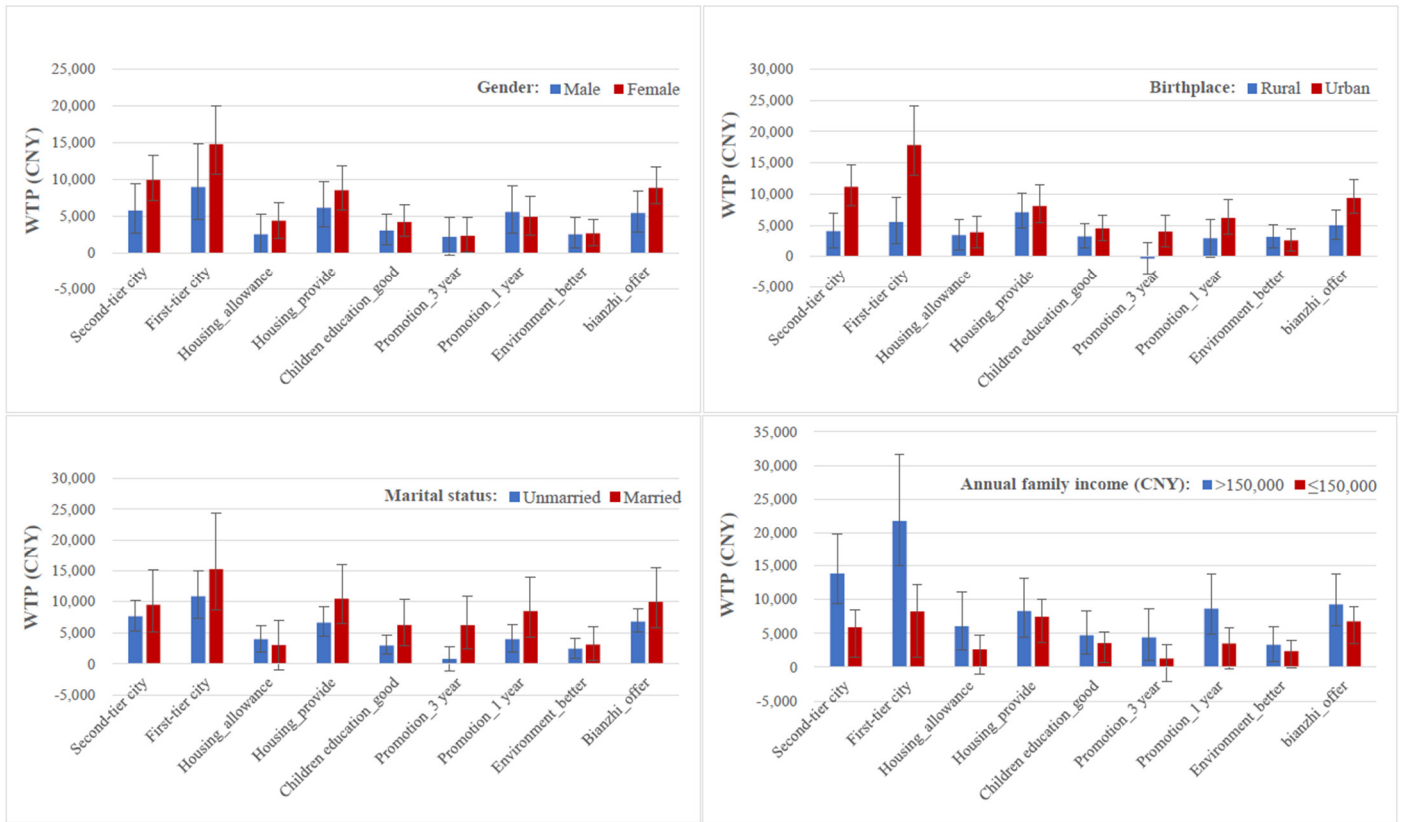 25,000
20,000
15,000
10,000
5,000
0
-5,000
WTP (CNY)
Gender: Male Female
Second-tier city
First-tier city
Housing_allowance
Housing_provide
Children education_good
Promotion_3 year
Promotion_1 year
Environment_better
bianzhi_offer
30,000
25,000
20,000
15,000
10,000
5,000
0
-5,000
WTP (CNY)
Birthplace: Rural Urban
Second-tier city
First-tier city
Housing_allowance
Housing_provide
Children education_good
Promotion_3 year
Promotion_1 year
Environment_better
bianzhi_offer
30,000
25,000
20,000
15,000
10,000
5,000
0
-5,000
WTP (CNY)
Marital status: Unmarried Married
Second-tier city
First-tier city
Housing_allowance
Housing_provide
Children education_good
Promotion_3 year
Promotion_1 year
Environment_better
Bianzhi_offer
35,000
30,000
25,000
20,000
15,000
10,000
5,000
0
-5,000
WTP (CNY)
Annual family income (CNY): >150,000 ≤150,000
Second-tier city
First-tier city
Housing_allowance
Housing_provide
Children education_good
Promotion_3 year
Promotion_1 year
Environment_better
bianzhi_offer